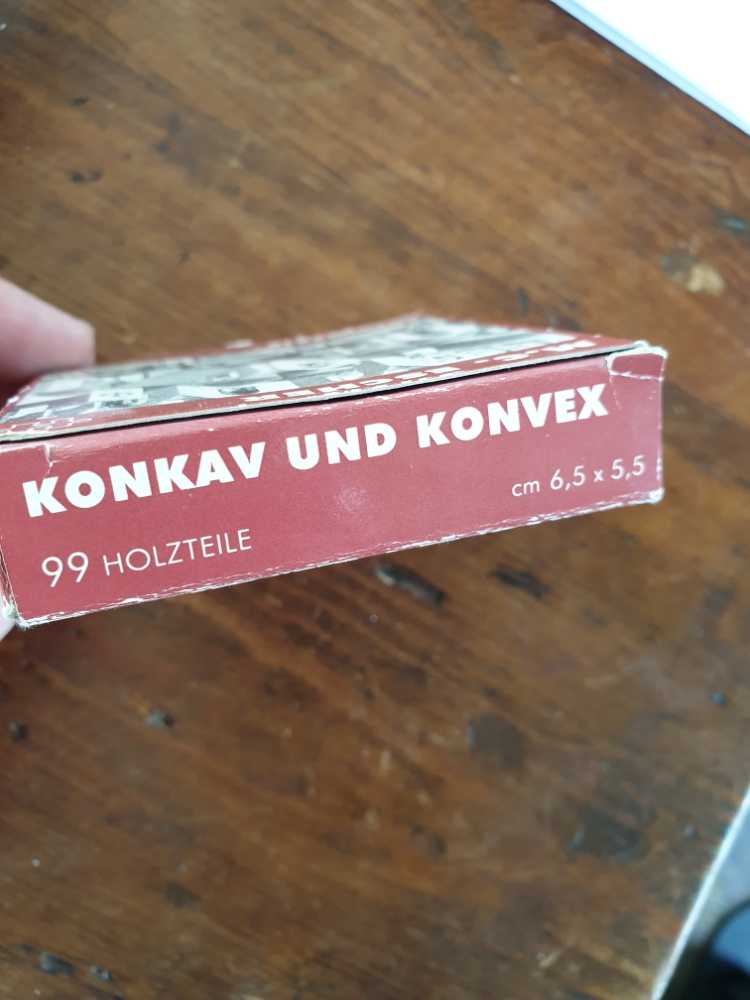 KONKAV UND KONVEX
cm 6,5 x 5,5
99 HOLZTEILE